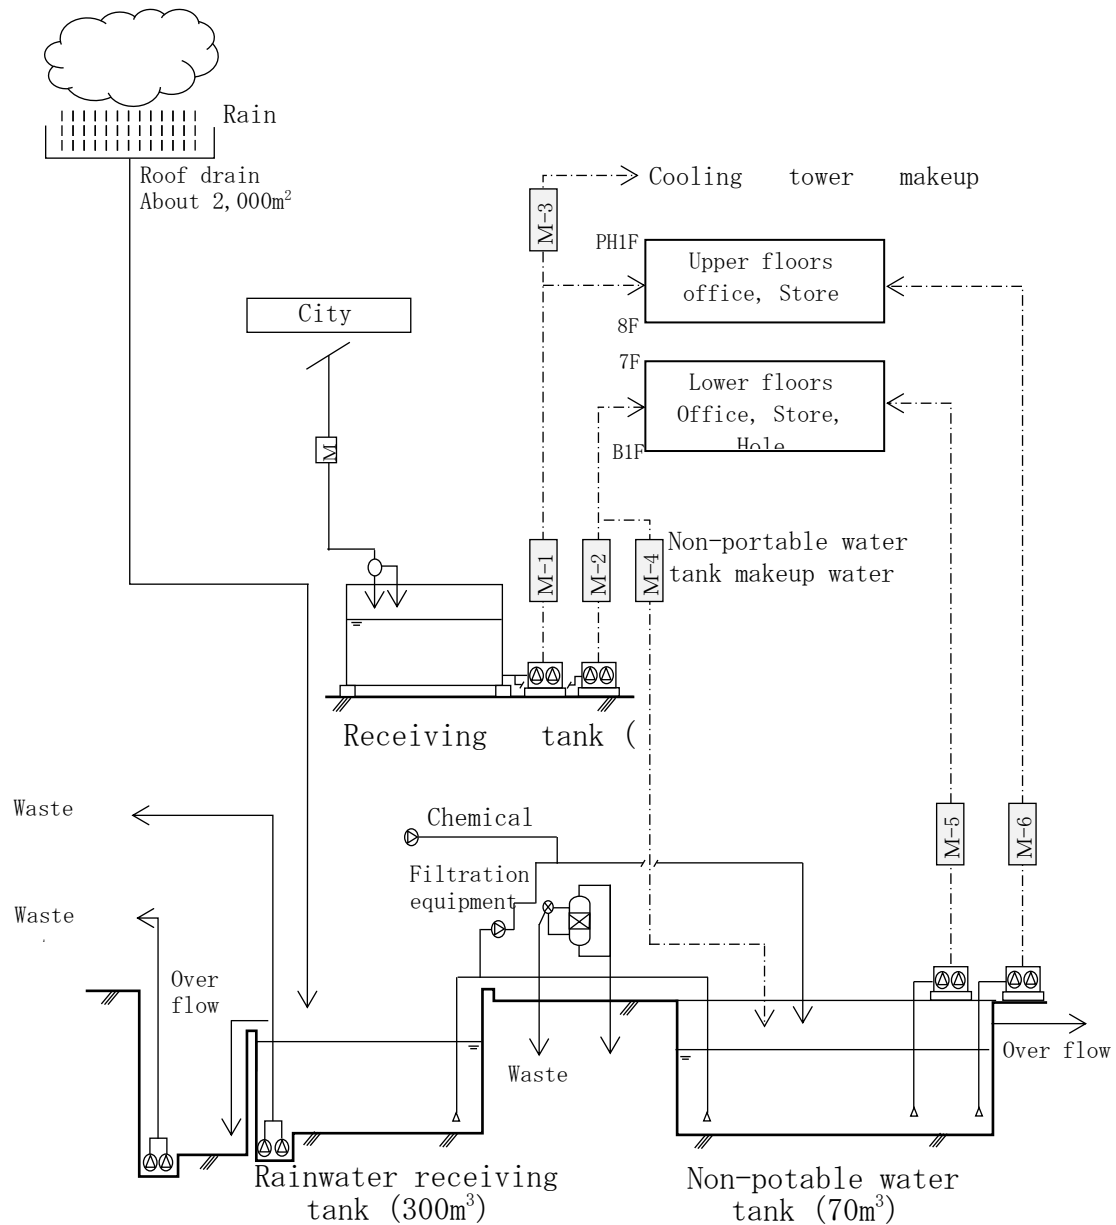 Rain
Roof drain
About 2,000m²
Cooling tower makeup
M-3
PH1F
Upper floors
office, Store
8F
City
7F
Lower floors
Office, Store,
Hole
B1F
M
M-1
M-2
M-4
Non-portable water
tank makeup water
Receiving tank (
Waste
Chemical
M-5
M-6
Filtration
equipment
Waste
Over
flow
Waste
Over flow
Rainwater receiving
tank (300m³)
Non-potable water
tank (70m³)